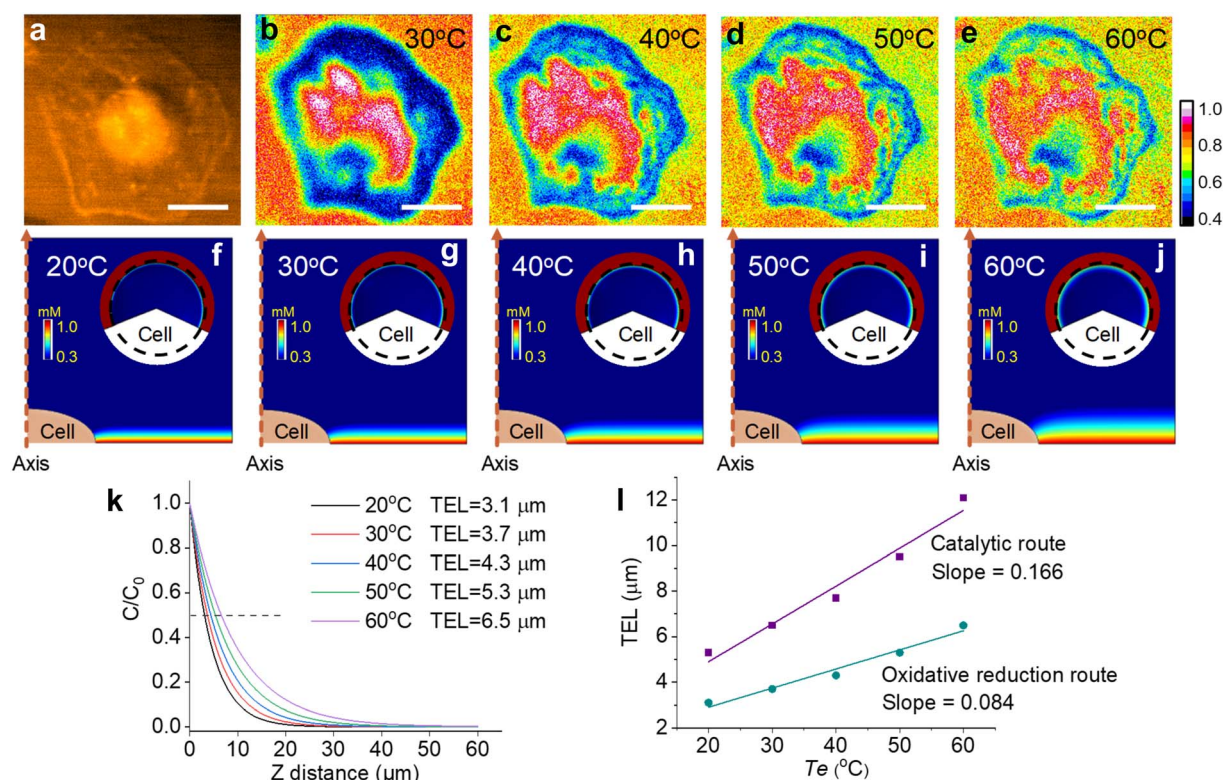 a
b
30°C
c
40°C
d
50°C
e
60°C
1.0
0.8
0.6
0.4
20°C
f
mM
1.0
0.3
Cell
Cell
Axis
30°C
g
mM
1.0
0.3
Cell
Cell
Axis
40°C
h
mM
1.0
0.3
Cell
Cell
Axis
50°C
i
mM
1.0
0.3
Cell
Cell
Axis
60°C
j
mM
1.0
0.3
Cell
Cell
Axis
k
C/C₀
1.0
0.8
0.6
0.4
0.2
0.0
20°C TEL=3.1 μm
30°C TEL=3.7 μm
40°C TEL=4.3 μm
50°C TEL=5.3 μm
60°C TEL=6.5 μm
0 10 20 30 40 50 60
Z distance (μm)
l
TEL (μm)
12
10
8
6
4
2
Catalytic route
Slope = 0.166
Oxidative reduction route
Slope = 0.084
20 30 40 50 60
Te (°C)